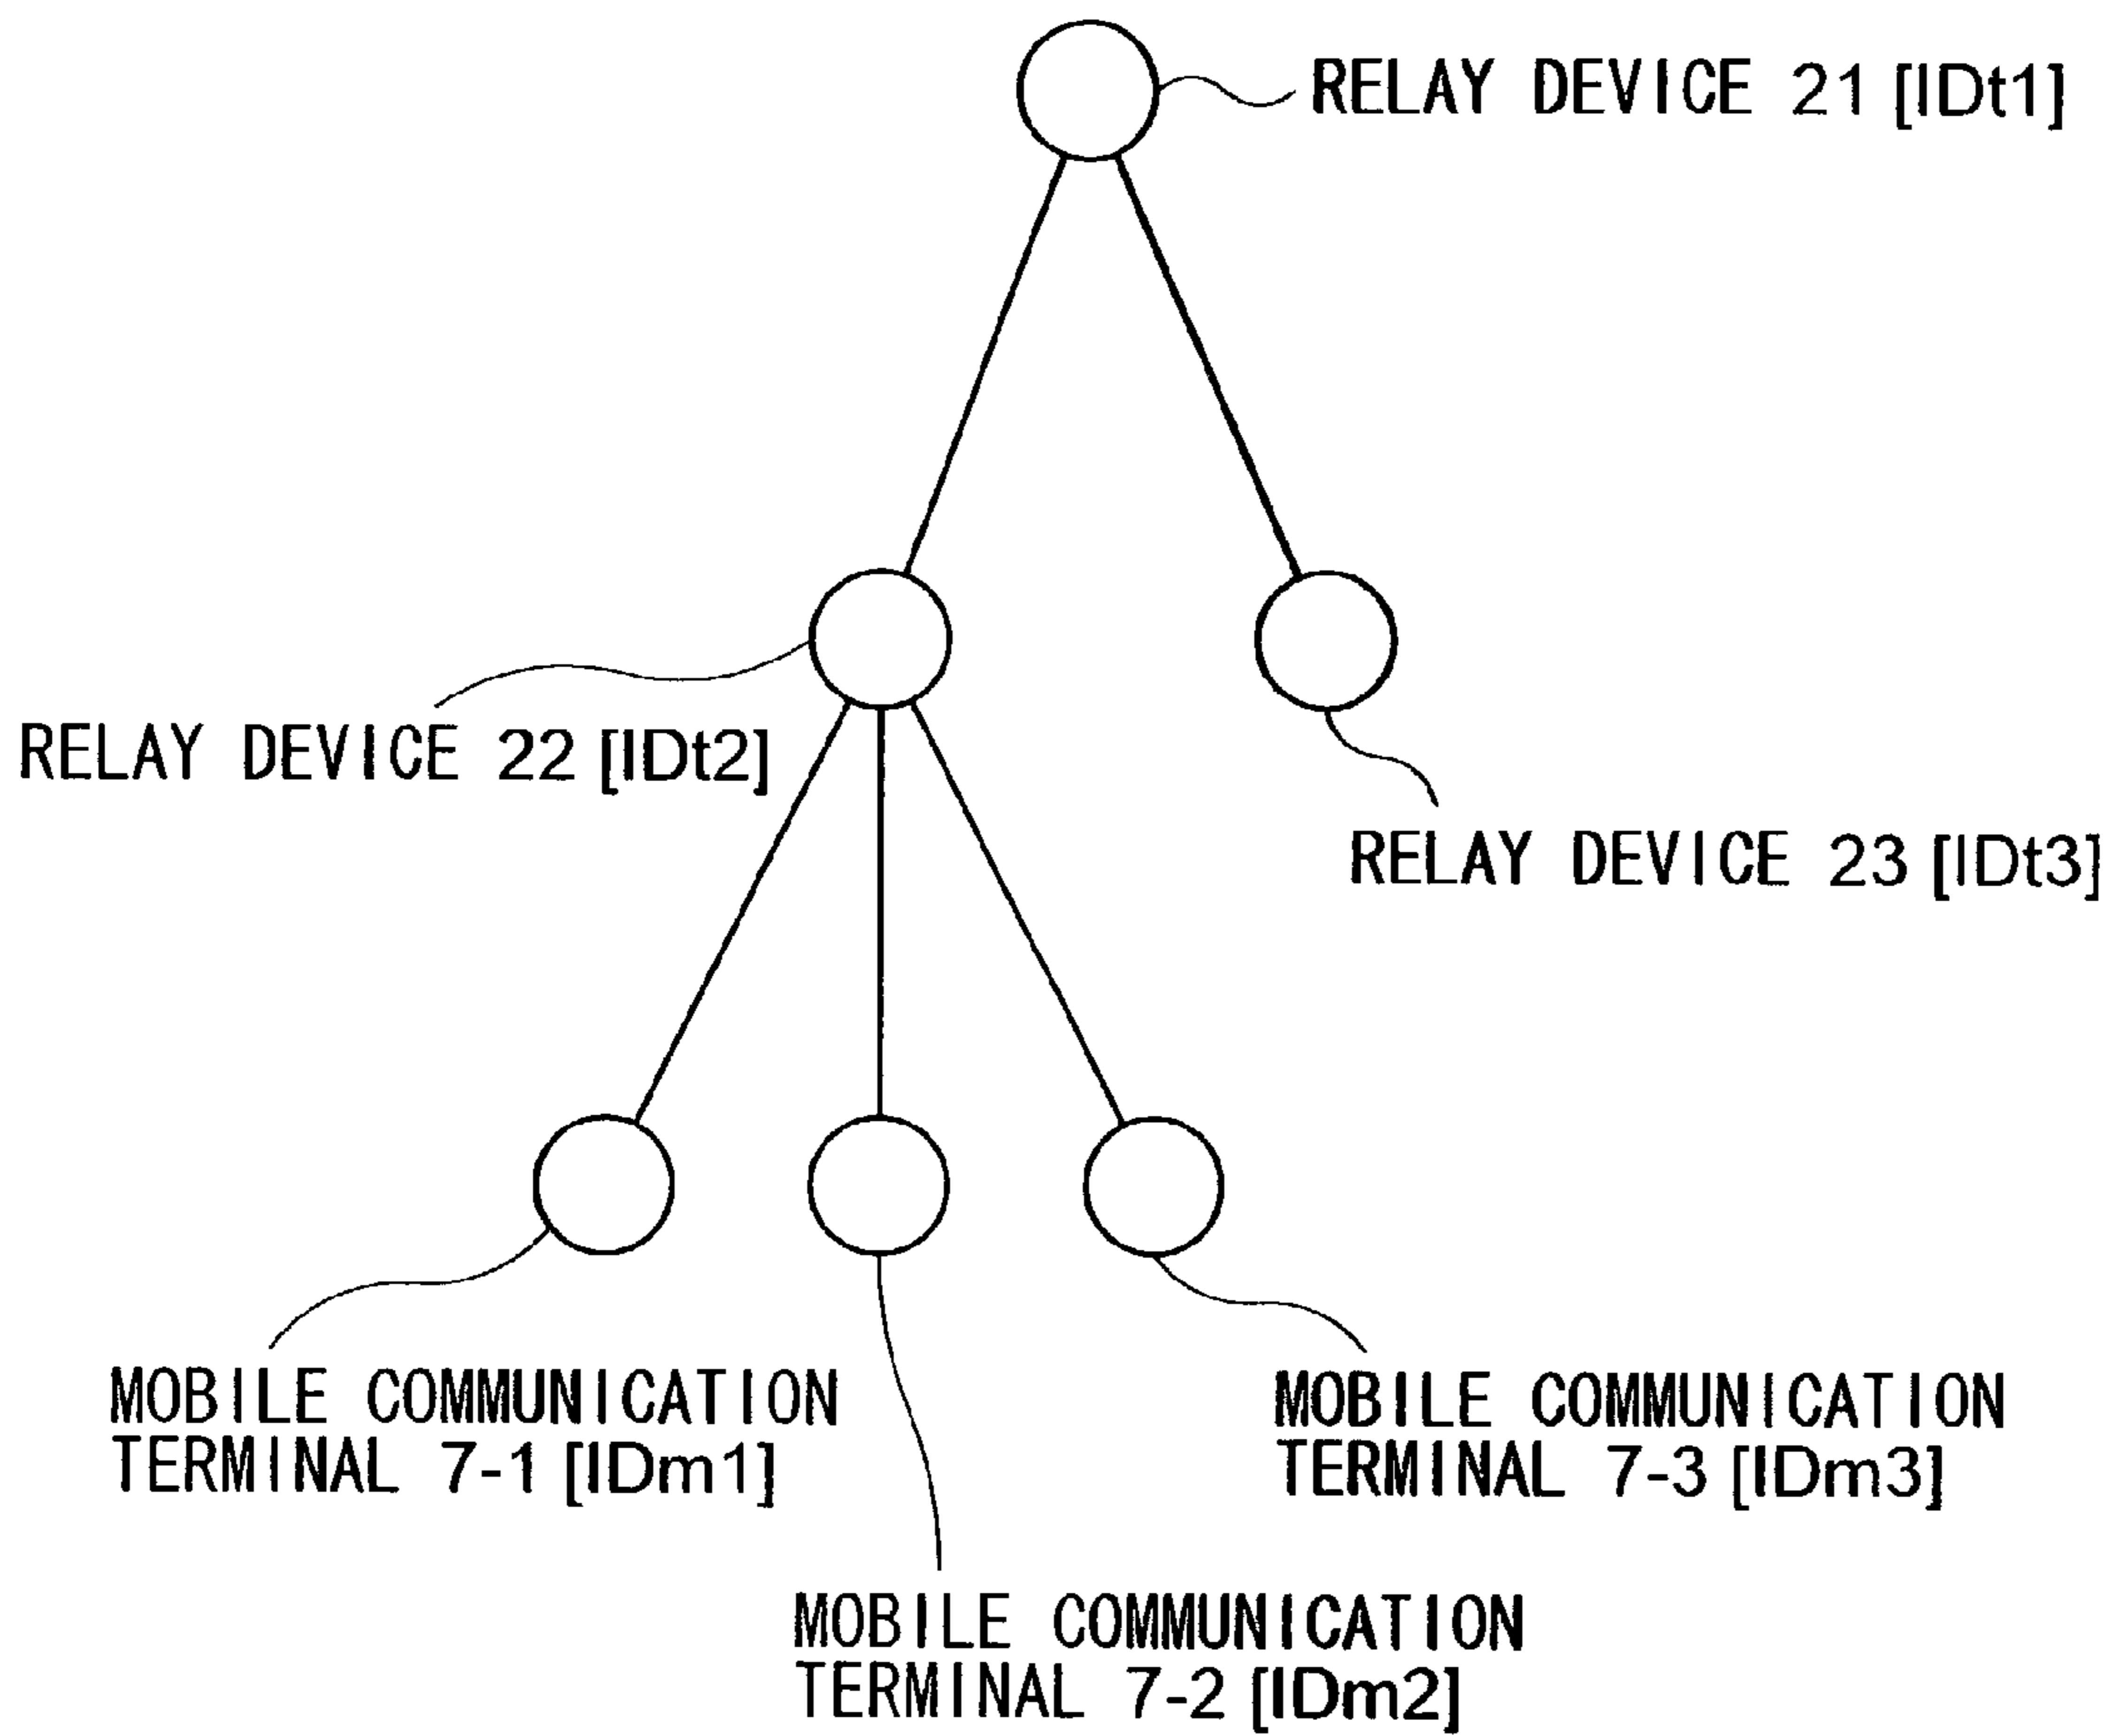 RELAY DEVICE 21 [IDt1]
RELAY DEVICE 22 [IDt2]
RELAY DEVICE 23 [IDt3]
MOBILE COMMUNICATION
TERMINAL 7-1 [IDm1]
MOBILE COMMUNICATION
TERMINAL 7-3 [IDm3]
MOBILE COMMUNICATION
TERMINAL 7-2 [IDm2]